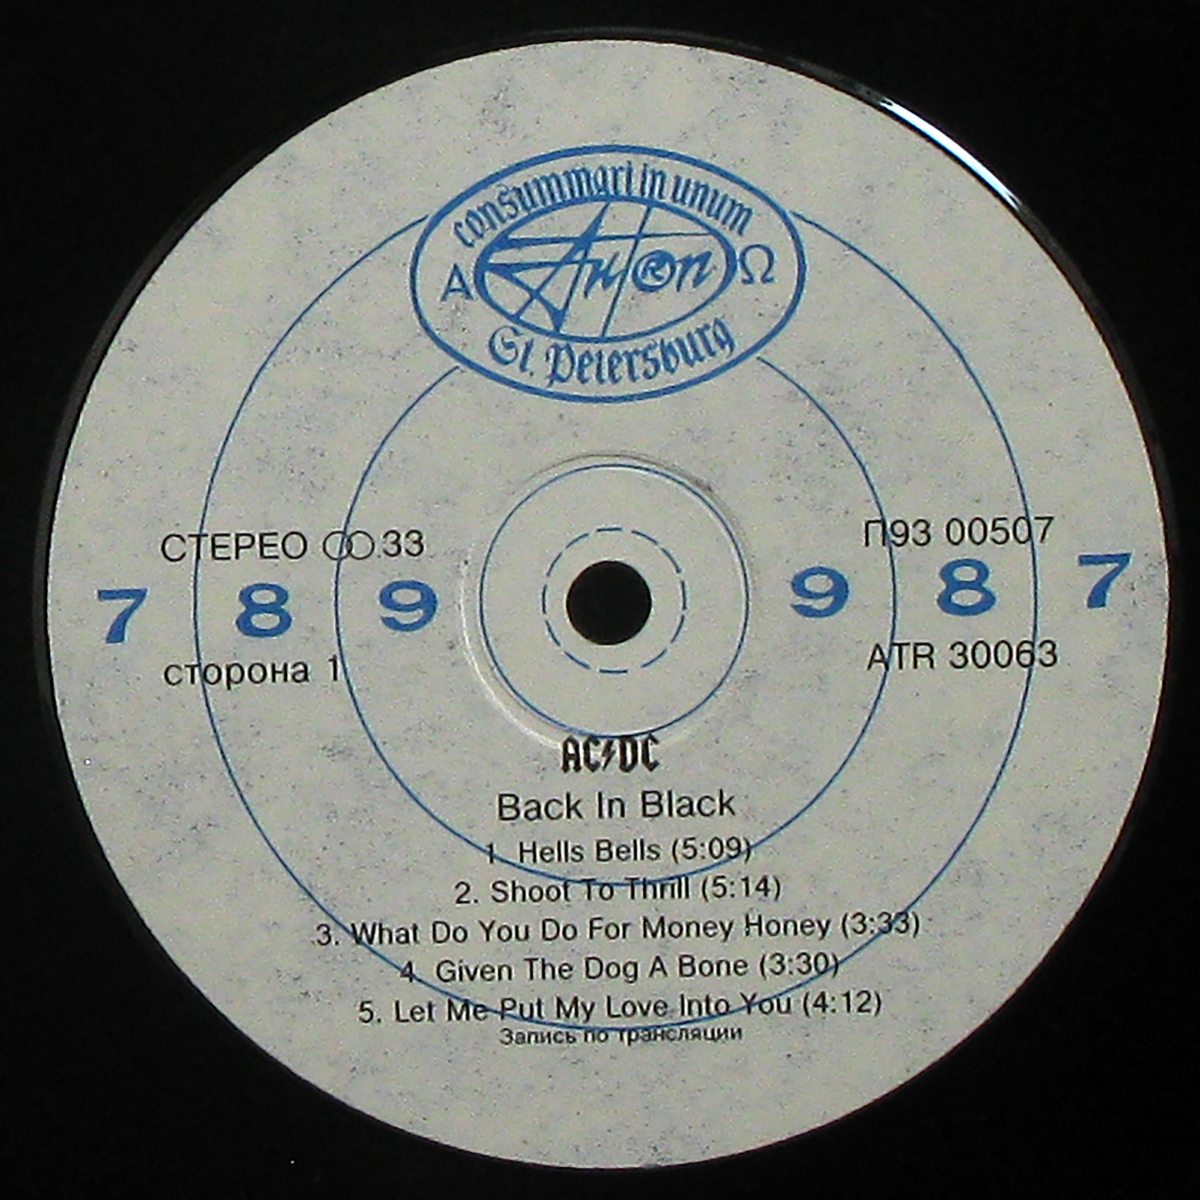 consummari in unum
Α Antrop Ω
St. Petersburg
СТЕРЕО 33
П93 00507
7 8 9 9 8 7
сторона 1
ATR 30063
AC/DC
Back In Black
1. Hells Bells (5:09)
2. Shoot To Thrill (5:14)
3. What Do You Do For Money Honey (3:33)
4. Given The Dog A Bone (3:30)
5. Let Me Put My Love Into You (4:12)
Запись по трансляции